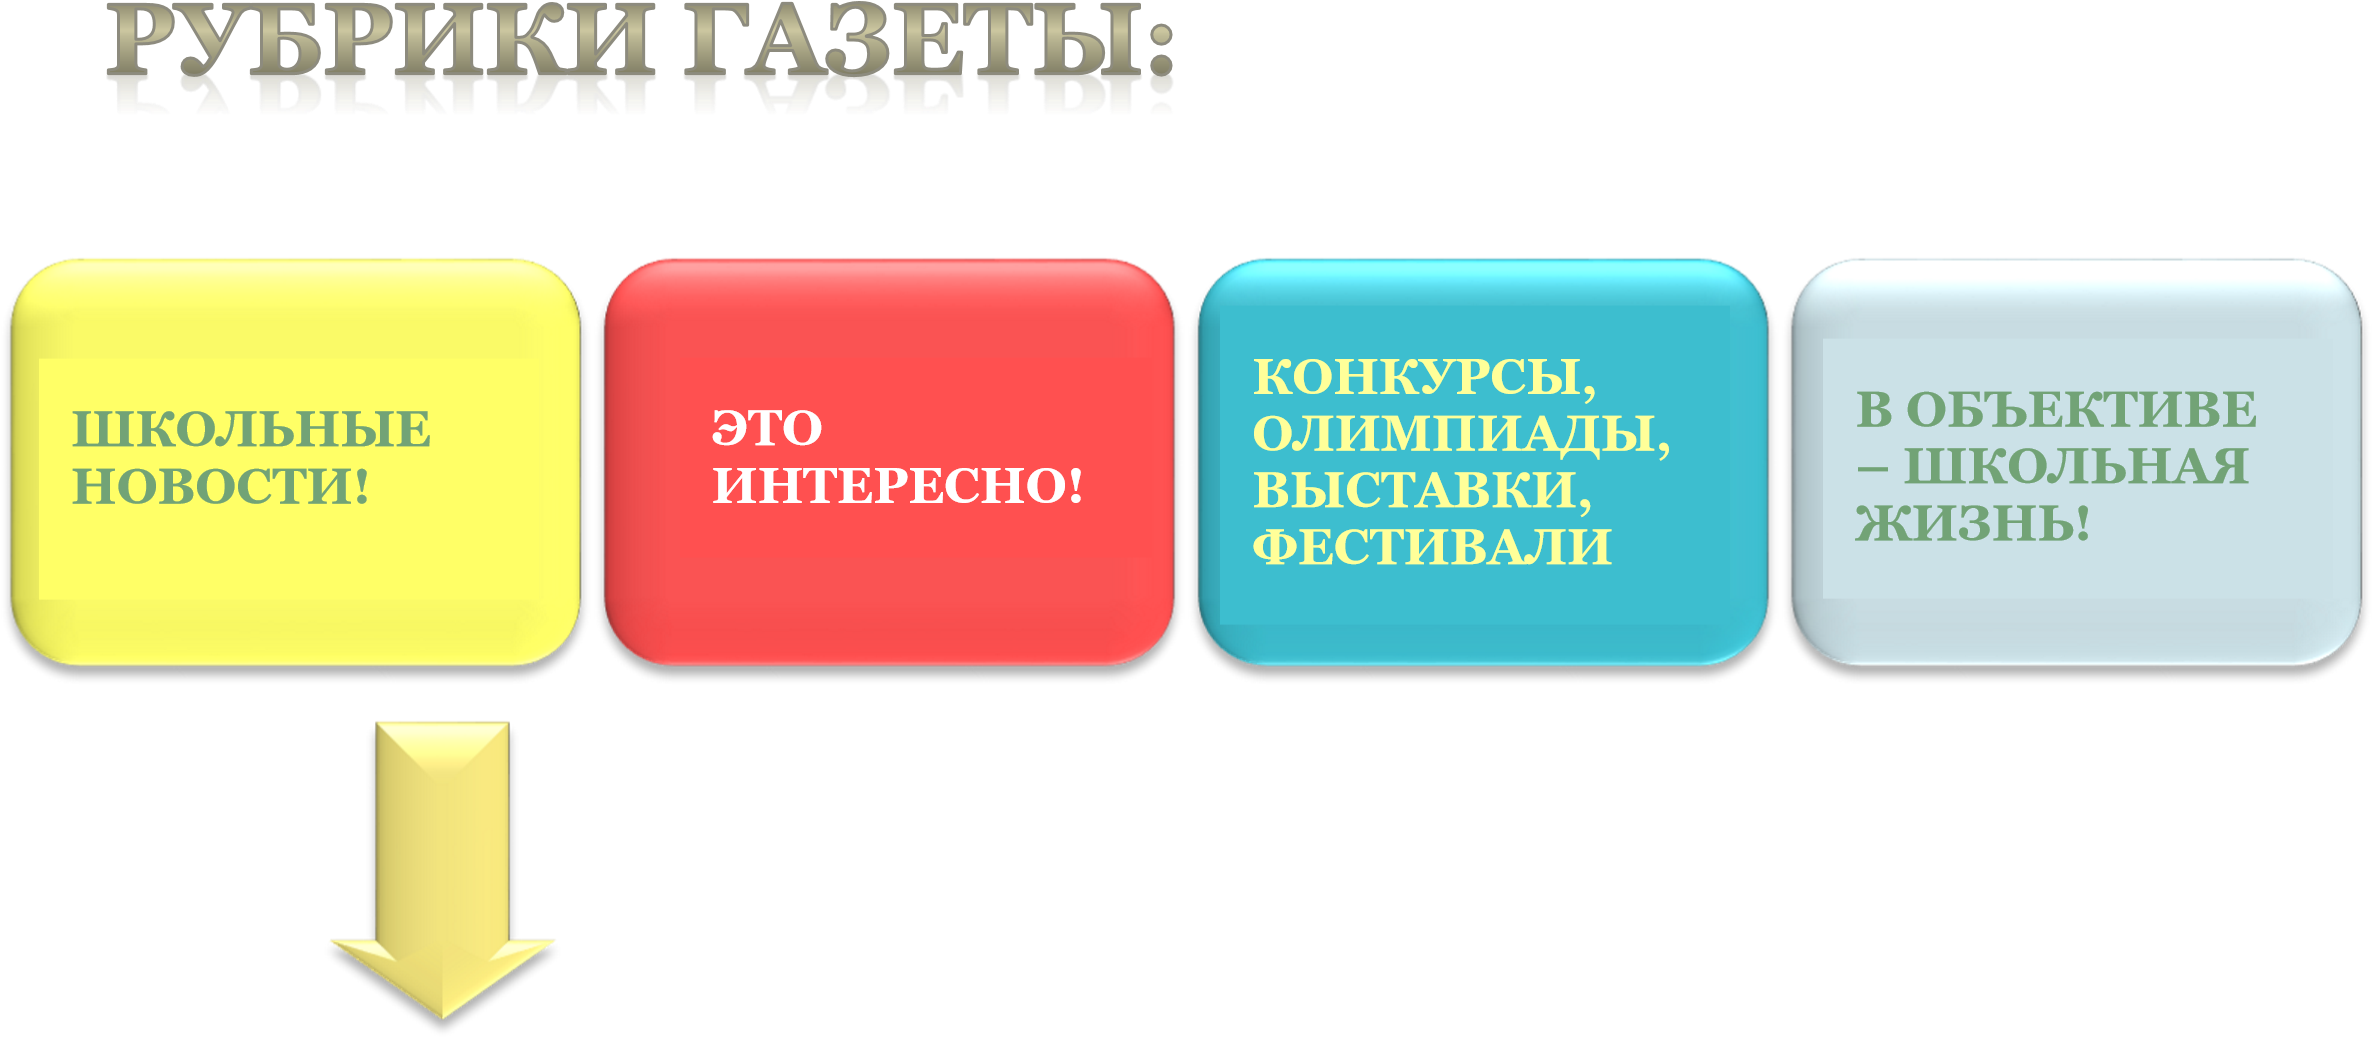 РУБРИКИ ГАЗЕТЫ:
ШКОЛЬНЫЕ
НОВОСТИ!
ЭТО
ИНТЕРЕСНО!
КОНКУРСЫ,
ОЛИМПИАДЫ,
ВЫСТАВКИ,
ФЕСТИВАЛИ
В ОБЪЕКТИВЕ
– ШКОЛЬНАЯ
ЖИЗНЬ!